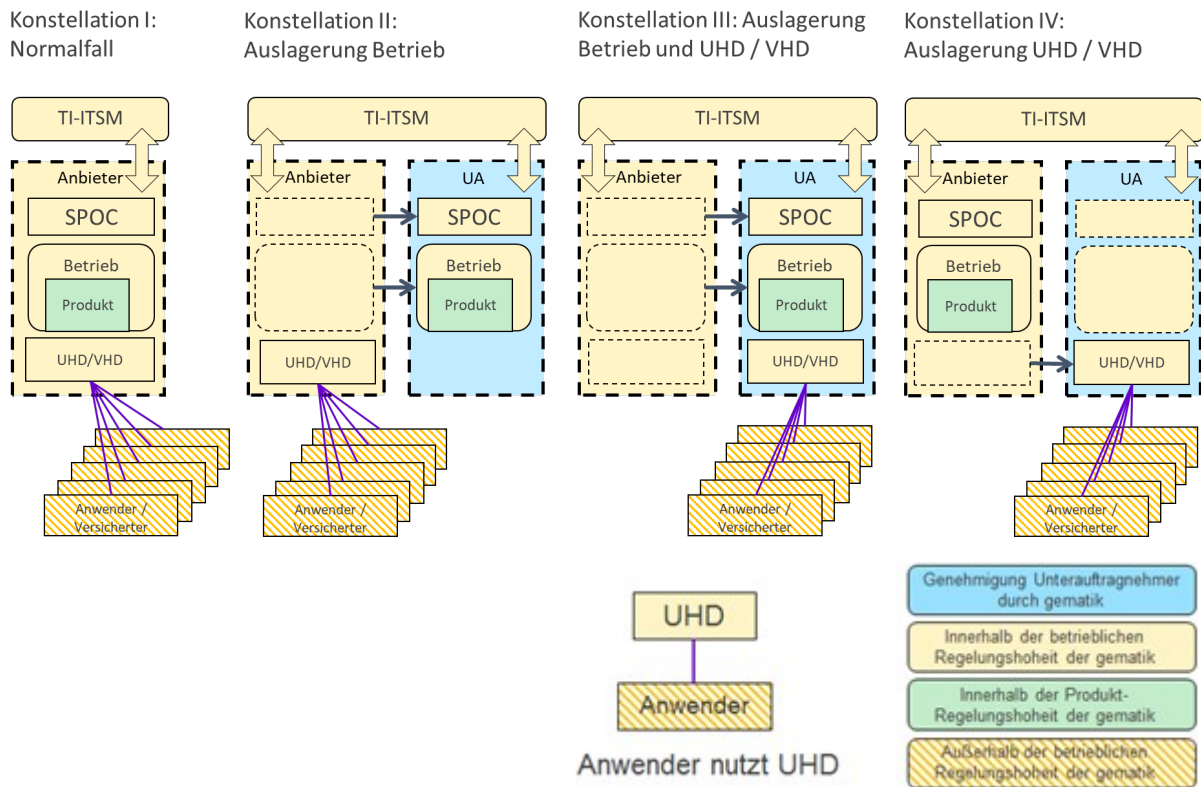 Konstellation I:
Normalfall
Konstellation II:
Auslagerung Betrieb
Konstellation III: Auslagerung
Betrieb und UHD / VHD
Konstellation IV:
Auslagerung UHD / VHD
TI-ITSM
TI-ITSM
TI-ITSM
TI-ITSM
Anbieter
SPOC
Betrieb
Produkt
UHD/VHD
Anwender /
Versicherter
Anbieter
UHD/VHD
Anwender /
Versicherter
UA
SPOC
Betrieb
Produkt
Anbieter
UA
SPOC
Betrieb
Produkt
UHD/VHD
Anwender /
Versicherter
Anbieter
SPOC
Betrieb
Produkt
UA
UHD/VHD
Anwender /
Versicherter
UHD
Anwender
Anwender nutzt UHD
Genehmigung Unterauftragnehmer
durch gematik
Innerhalb der betrieblichen
Regelungshoheit der gematik
Innerhalb der Produkt-
Regelungshoheit der gematik
Außerhalb der betrieblichen
Regelungshoheit der gematik